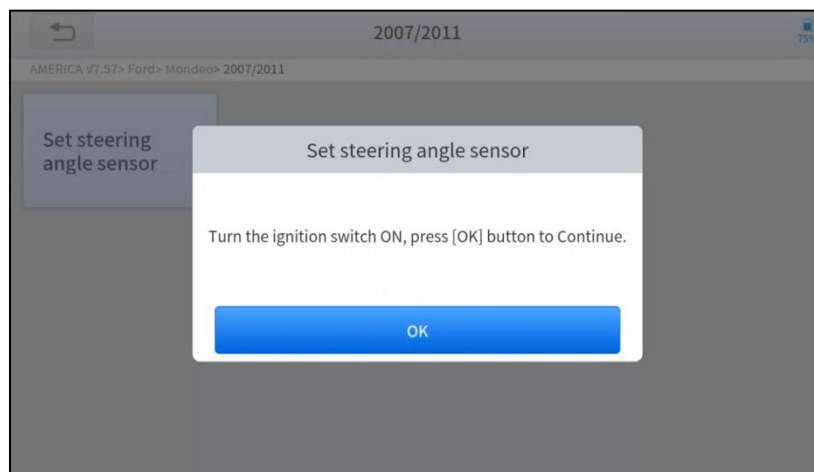 2007/2011
75%
AMERICA V7.57> Ford> Mondeo> 2007/2011
Set steering
angle sensor
Set steering angle sensor
Turn the ignition switch ON, press [OK] button to Continue.
OK